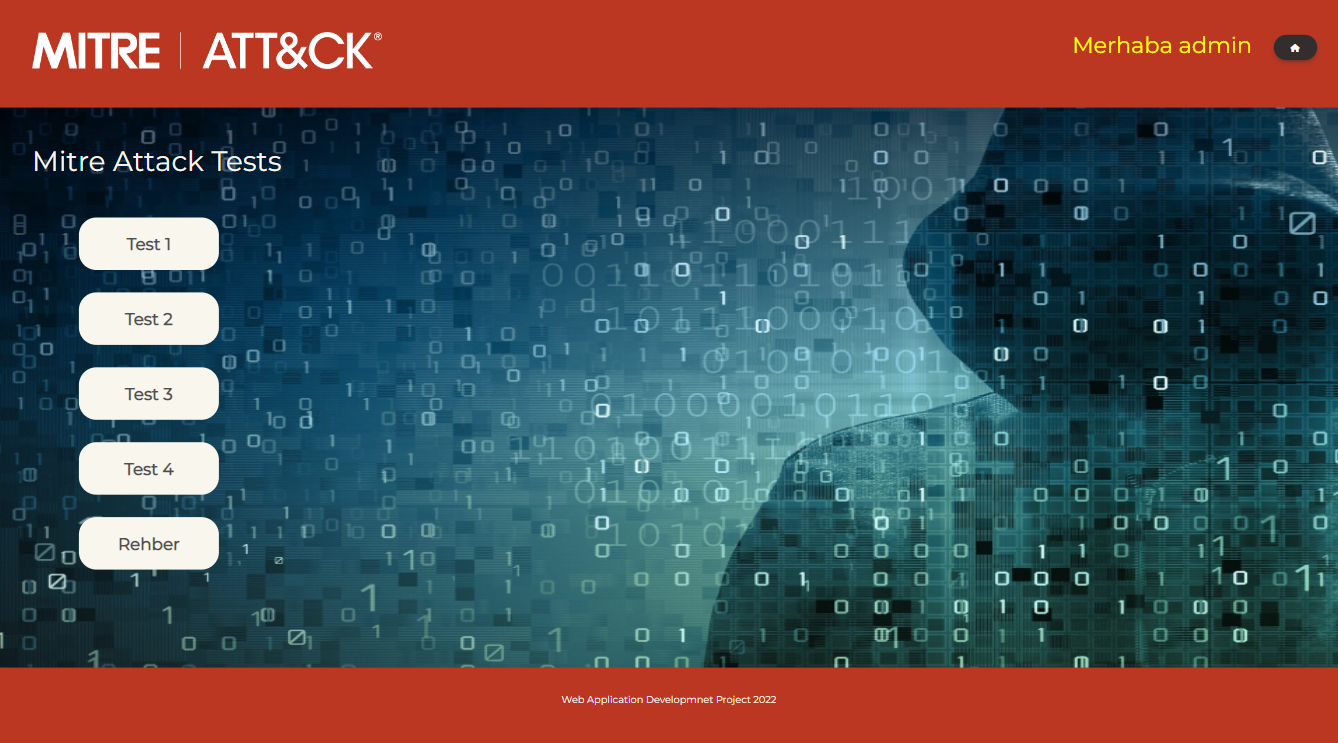 MITRE | ATT&CK®
Merhaba admin
Mitre Attack Tests
Test 1
Test 2
Test 3
Test 4
Rehber
Web Application Developmnet Project 2022